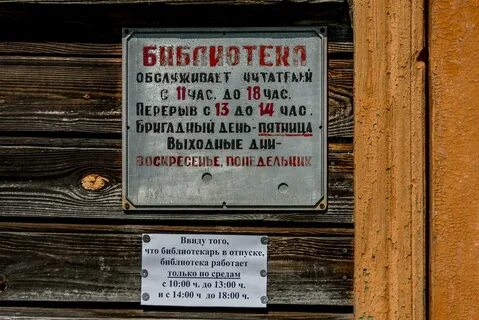 БИБЛИОТЕКА
ОБСЛУЖИВАЕТ ЧИТАТЕЛЕЙ
С 11 ЧАС. ДО 18 ЧАС.
ПЕРЕРЫВ С 13 ДО 14 ЧАС.
БРИГАДНЫЙ ДЕНЬ-ПЯТНИЦА
ВЫХОДНЫЕ ДНИ-
ВОСКРЕСЕНЬЕ, ПОНЕДЕЛЬНИК
Ввиду того,
что библиотекарь в отпуске,
библиотека работает
только по средам
с 10:00 ч. до 13:00 ч.
и с 14:00 ч до 18:00 ч.